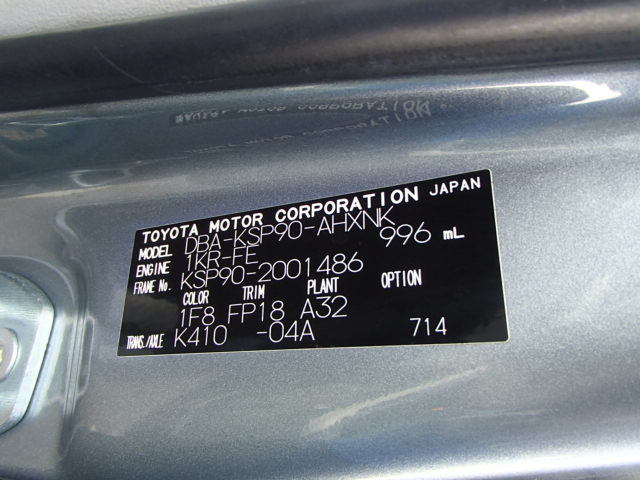 TOYOTA MOTOR CORPORATION JAPAN
MODEL DBA-KSP90-AHXNK
ENGINE 1KR-FE 996 mL
FRAME No. KSP90-2001486
COLOR TRIM PLANT OPTION
1F8 FP18 A32
TRANS./AXLE K410 -04A 714